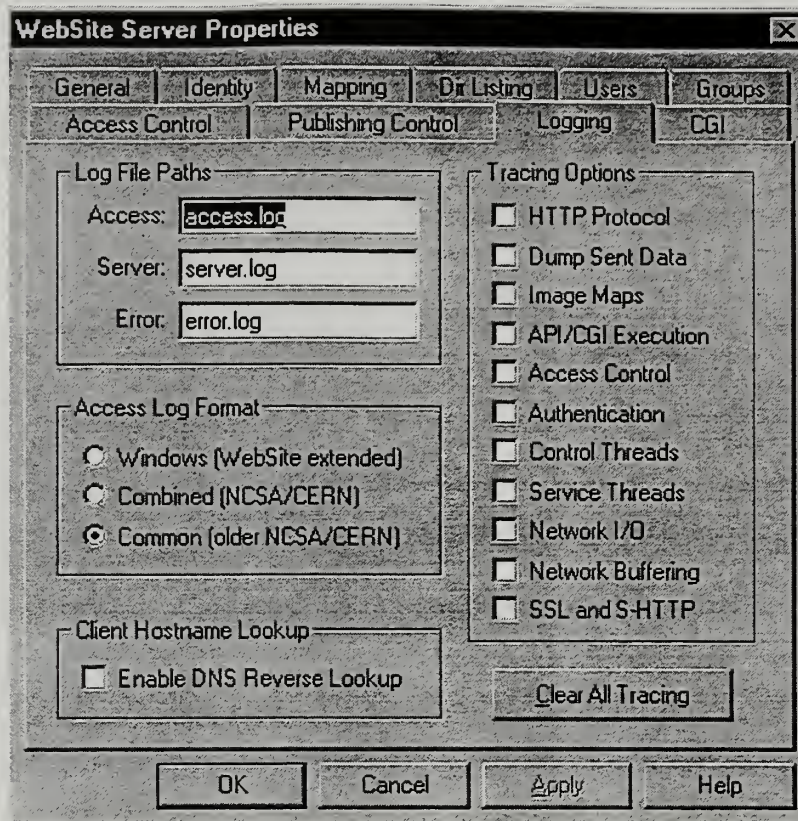 WebSite Server Properties
General Identity Mapping Dir Listing Users Groups
Access Control Publishing Control Logging CGI
Log File Paths
Access: access.log
Server: server.log
Error: error.log
Access Log Format
Windows (WebSite extended)
Combined (NCSA/CERN)
Common (older NCSA/CERN)
Client Hostname Lookup
Enable DNS Reverse Lookup
Tracing Options
HTTP Protocol
Dump Sent Data
Image Maps
API/CGI Execution
Access Control
Authentication
Control Threads
Service Threads
Network I/O
Network Buffering
SSL and S-HTTP
Clear All Tracing
OK Cancel Apply Help